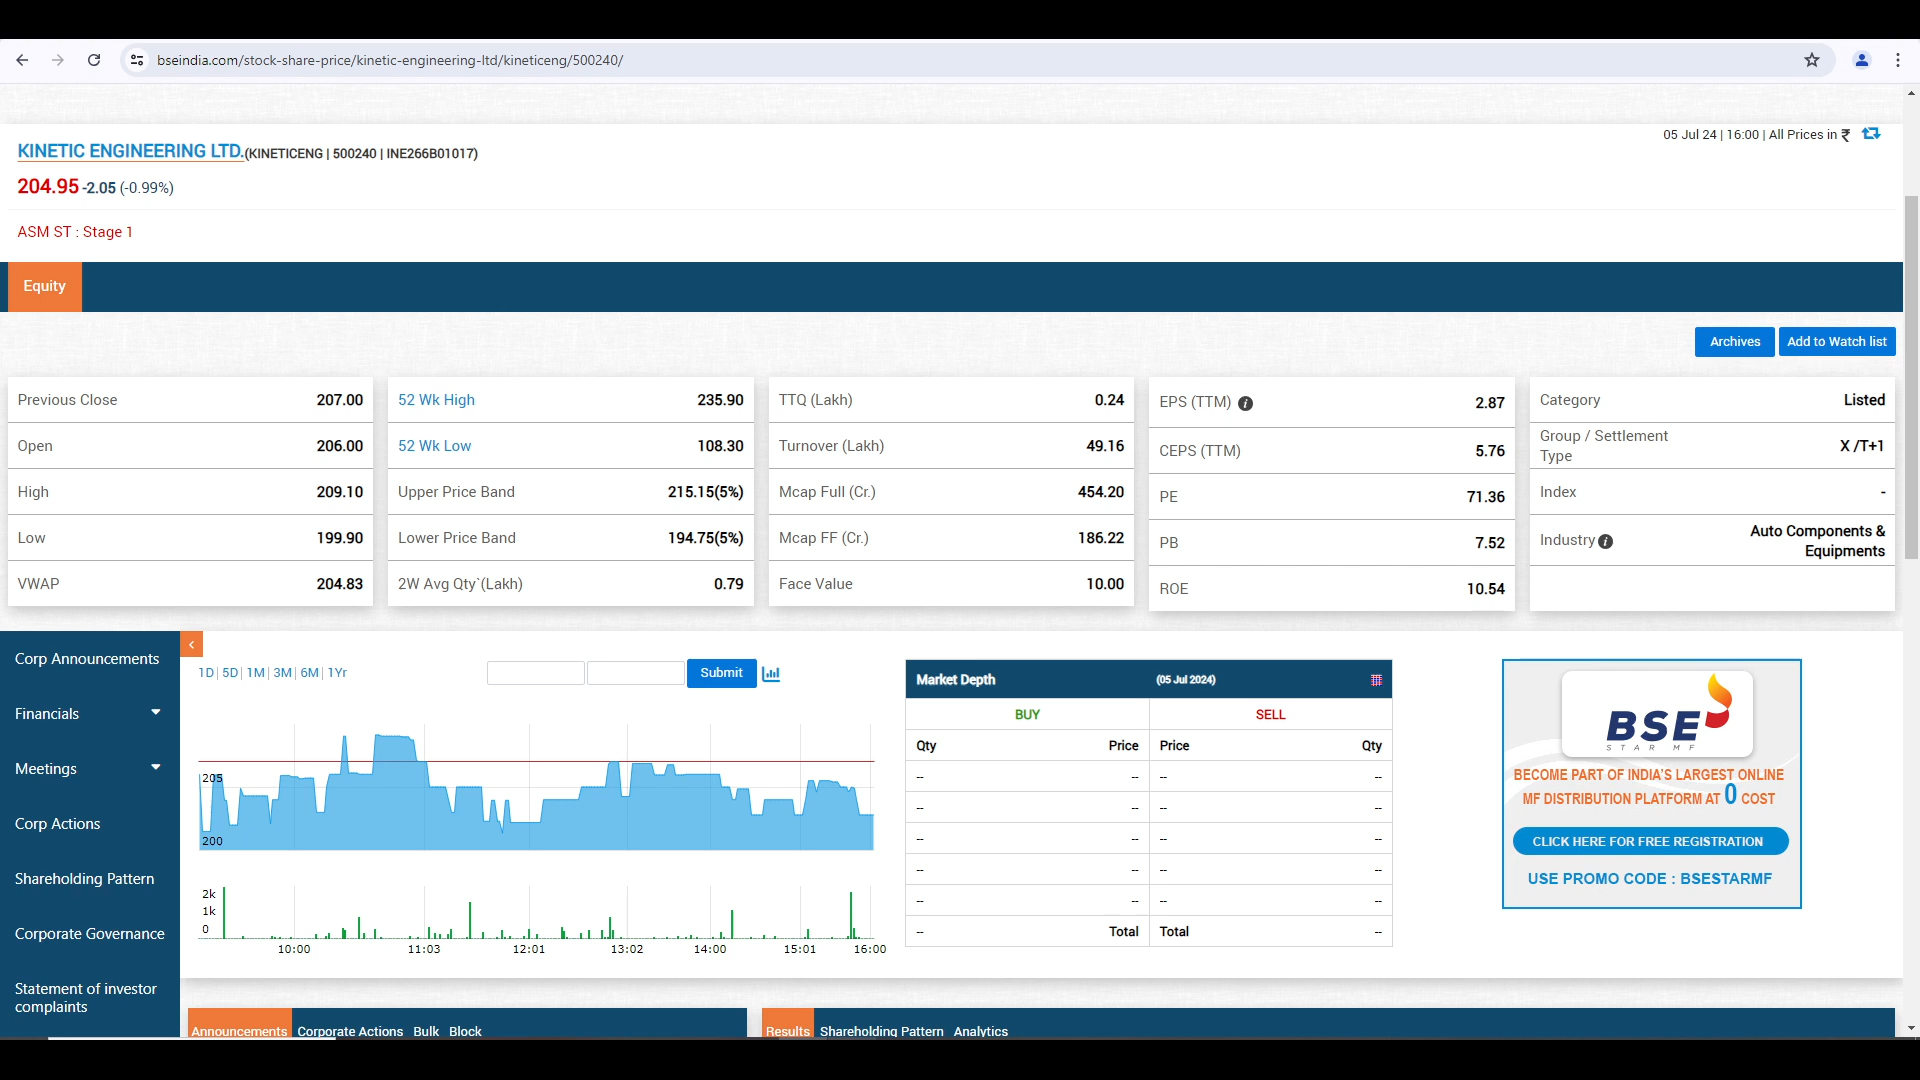 bseindia.com/stock-share-price/kinetic-engineering-ltd/kineticeng/500240/
05 Jul 24 | 16:00 | All Prices in ₹
KINETIC ENGINEERING LTD.(KINETICENG | 500240 | INE266B01017)
204.95 -2.05 (-0.99%)
ASM ST : Stage 1
Equity
Archives Add to Watch list
Previous Close 207.00
Open 206.00
High 209.10
Low 199.90
VWAP 204.83
52 Wk High 235.90
52 Wk Low 108.30
Upper Price Band 215.15(5%)
Lower Price Band 194.75(5%)
2W Avg Qty`(Lakh) 0.79
TTQ (Lakh) 0.24
Turnover (Lakh) 49.16
Mcap Full (Cr.) 454.20
Mcap FF (Cr.) 186.22
Face Value 10.00
EPS (TTM) i 2.87
CEPS (TTM) 5.76
PE 71.36
PB 7.52
ROE 10.54
Category Listed
Group / Settlement
Type X /T+1
Index -
Industry i Auto Components &
Equipments
Corp Announcements
Financials
Meetings
Corp Actions
Shareholding Pattern
Corporate Governance
Statement of investor
complaints
1D| 5D| 1M| 3M| 6M| 1Yr Submit
205
200
2k
1k
0
10:00 11:03 12:01 13:02 14:00 15:01 16:00
Market Depth (05 Jul 2024)
BUY SELL
Qty Price Price Qty
-- -- -- --
-- -- -- --
-- -- -- --
-- -- -- --
-- -- -- --
-- Total Total --
BSE
STAR MF
BECOME PART OF INDIA'S LARGEST ONLINE
MF DISTRIBUTION PLATFORM AT 0 COST
CLICK HERE FOR FREE REGISTRATION
USE PROMO CODE : BSESTARMF
Announcements Corporate Actions Bulk Block
Results Shareholding Pattern Analytics